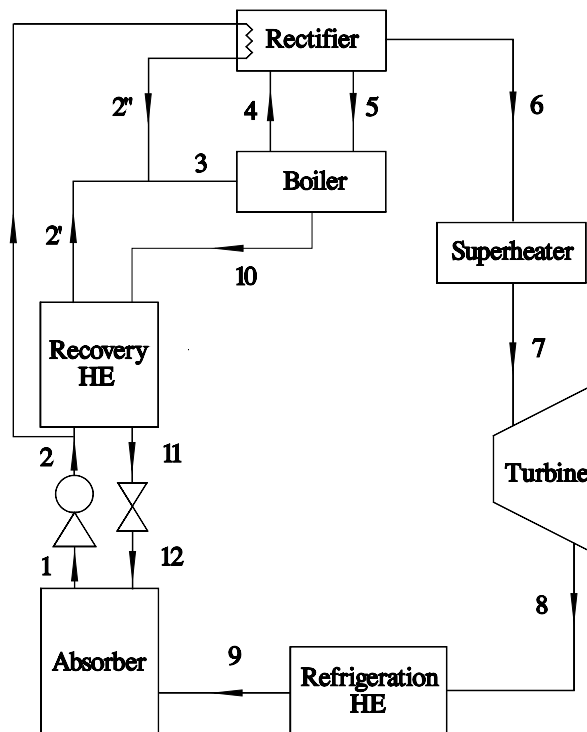 Rectifier
2"
4
5
6
3
Boiler
2'
Superheater
10
Recovery
HE
7
2
11
Turbine
1
12
8
Absorber
9
Refrigeration
HE